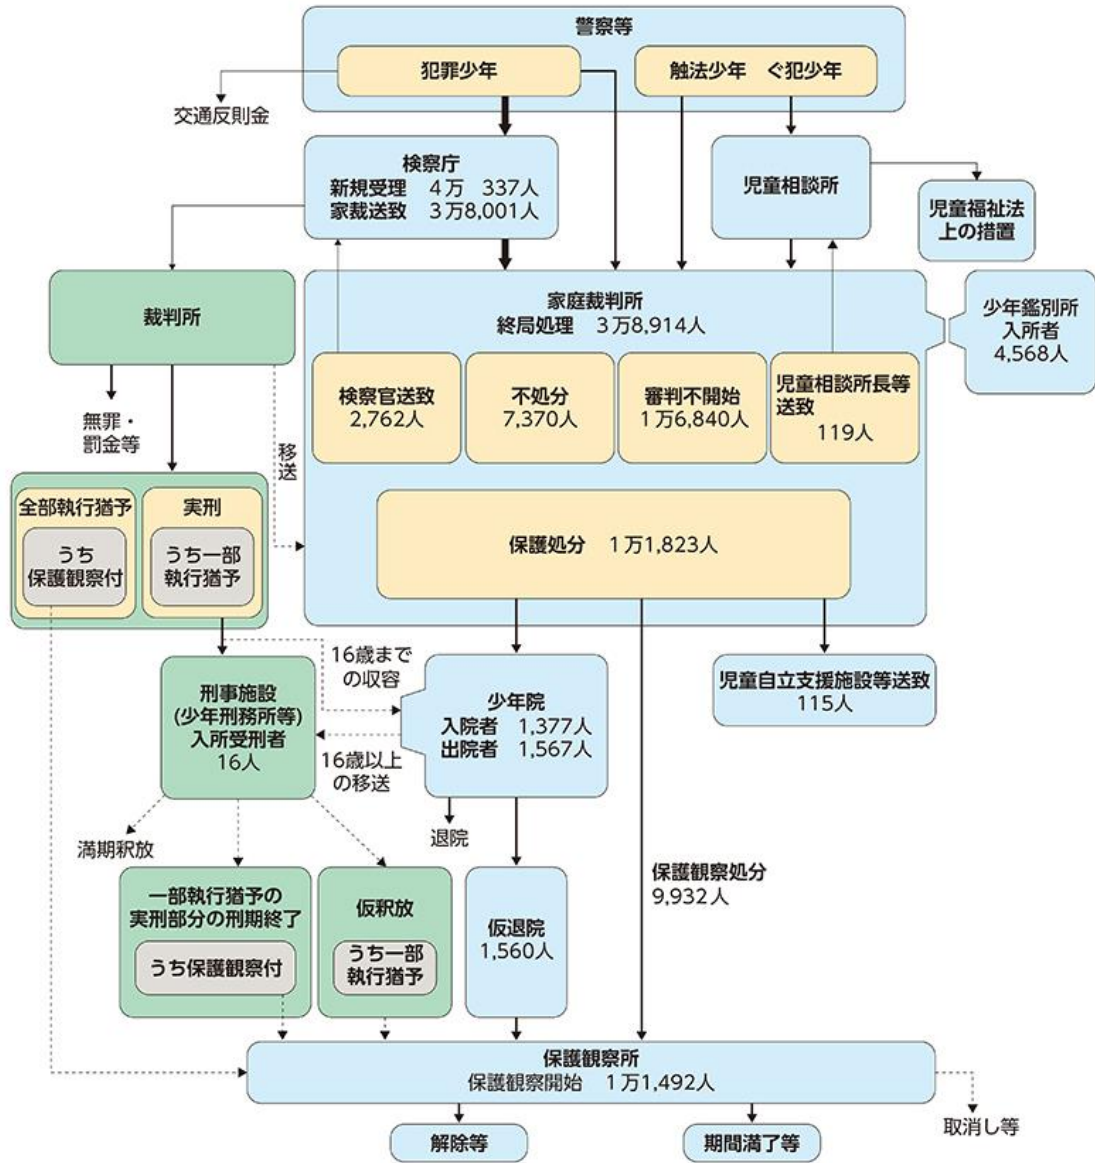 警察等
犯罪少年
触法少年 ぐ犯少年
交通反則金
検察庁
新規受理 4万 337人
家裁送致 3万8,001人
児童相談所
児童福祉法
上の措置
裁判所
家庭裁判所
終局処理 3万8,914人
少年鑑別所
入所者
4,568人
検察官送致
2,762人
不処分
7,370人
審判不開始
1万6,840人
児童相談所長等
送致
119人
無罪・
罰金等
移送
全部執行猶予
うち
保護観察付
実刑
うち一部
執行猶予
保護処分 1万1,823人
16歳まで
の収容
刑事施設
(少年刑務所等)
入所受刑者
16人
少年院
入院者 1,377人
出院者 1,567人
児童自立支援施設等送致
115人
16歳以上
の移送
満期釈放
退院
一部執行猶予の
実刑部分の刑期終了
うち保護観察付
仮釈放
うち一部
執行猶予
仮退院
1,560人
保護観察処分
9,932人
保護観察所
保護観察開始 1万1,492人
取消し等
解除等
期間満了等